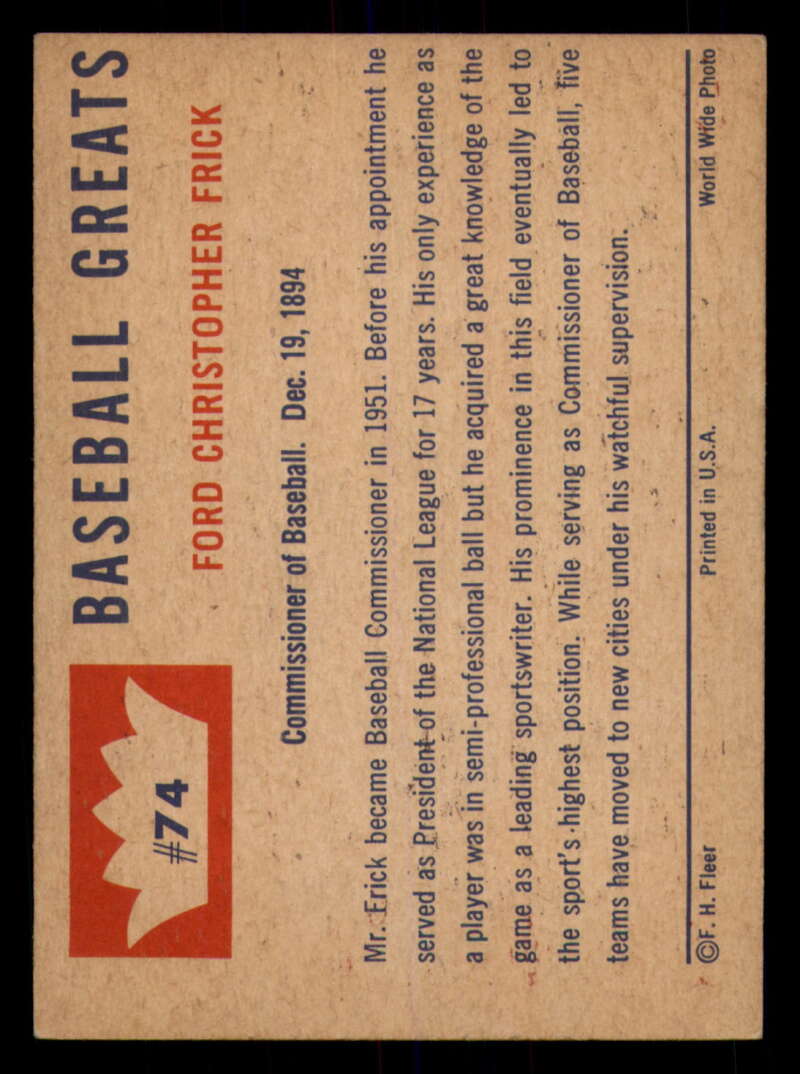 #74
BASEBALL GREATS
FORD CHRISTOPHER FRICK
Commissioner of Baseball. Dec. 19, 1894
Mr. Frick became Baseball Commissioner in 1951. Before his appointment he
served as President of the National League for 17 years. His only experience as
a player was in semi-professional ball but he acquired a great knowledge of the
game as a leading sportswriter. His prominence in this field eventually led to
the sport's highest position. While serving as Commissioner of Baseball, five
teams have moved to new cities under his watchful supervision.
©F. H. Fleer Printed in U.S.A. World Wide Photo